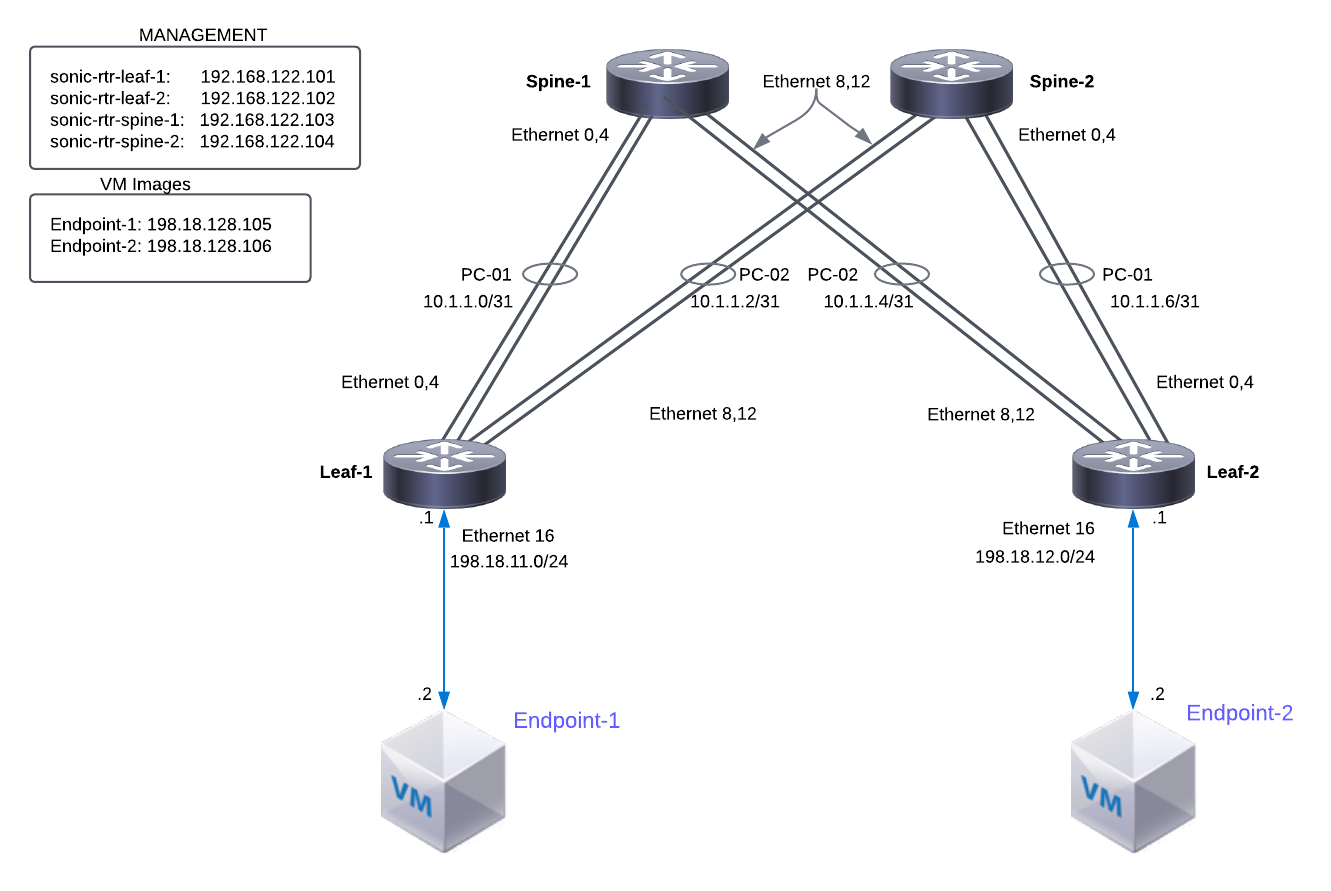 MANAGEMENT
sonic-rtr-leaf-1: 192.168.122.101
sonic-rtr-leaf-2: 192.168.122.102
sonic-rtr-spine-1: 192.168.122.103
sonic-rtr-spine-2: 192.168.122.104
VM Images
Endpoint-1: 198.18.128.105
Endpoint-2: 198.18.128.106
Spine-1
Ethernet 8,12
Spine-2
Ethernet 0,4
Ethernet 0,4
PC-01
10.1.1.0/31
PC-02
10.1.1.2/31
PC-02
10.1.1.4/31
PC-01
10.1.1.6/31
Ethernet 0,4
Ethernet 8,12
Ethernet 8,12
Ethernet 0,4
Leaf-1
Leaf-2
.1
Ethernet 16
198.18.11.0/24
.1
Ethernet 16
198.18.12.0/24
.2
Endpoint-1
VM
.2
Endpoint-2
VM